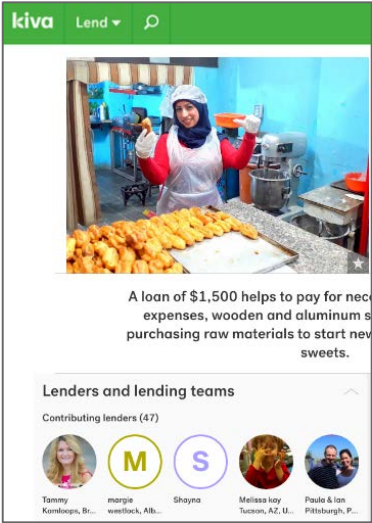 kiva Lend
A loan of $1,500 helps to pay for nec
expenses, wooden and aluminum s
purchasing raw materials to start nev
sweets.
Lenders and lending teams
Contributing lenders (47)
M S
Tammy margie Shayna Melissa kay Paula & Ian
Kamloops, Br... westlock, Alb... Tucson, AZ, U... Pittsburgh, P...